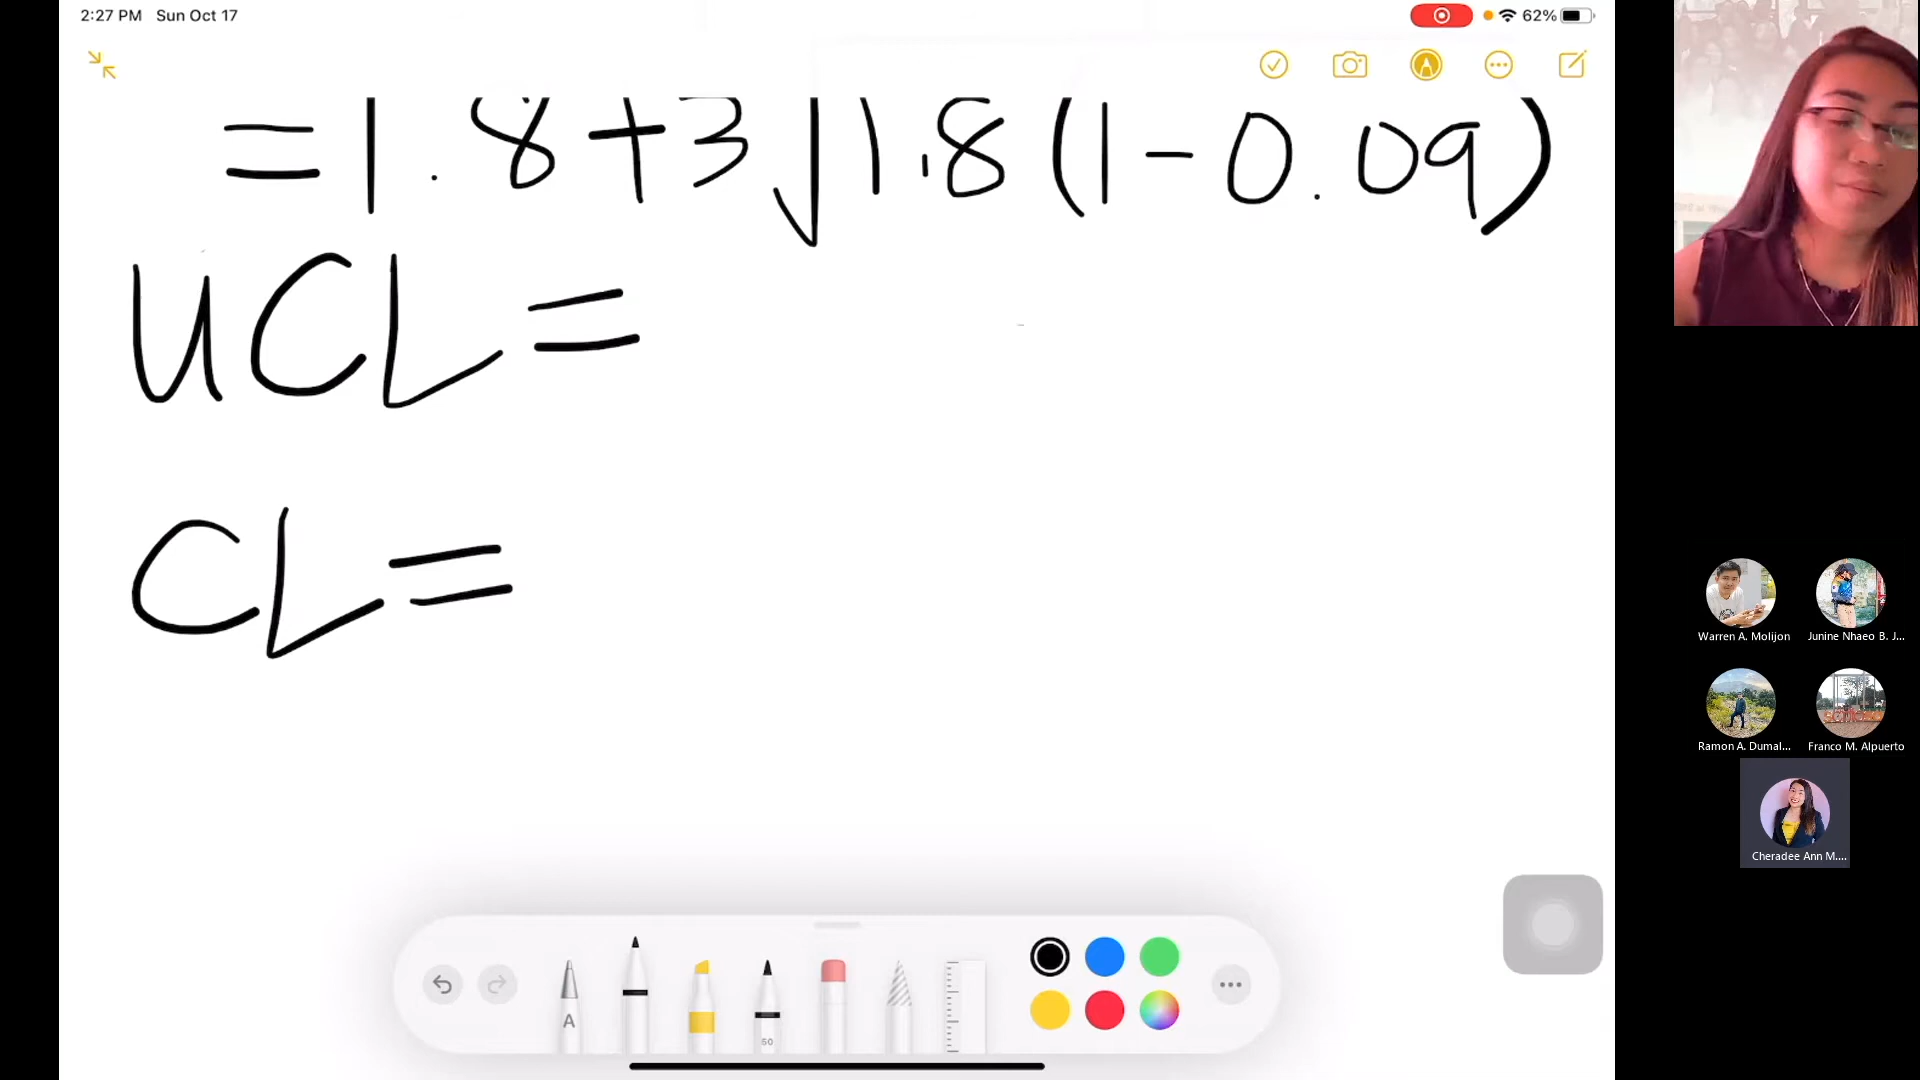 2:27 PM Sun Oct 17
62%
=1.8+3√1.8(1-0.09)
UCL=
CL=
A
50
Warren A. Molijon
Junine Nhaeo B. J...
Ramon A. Dumal...
Franco M. Alpuerto
Cheradee Ann M....